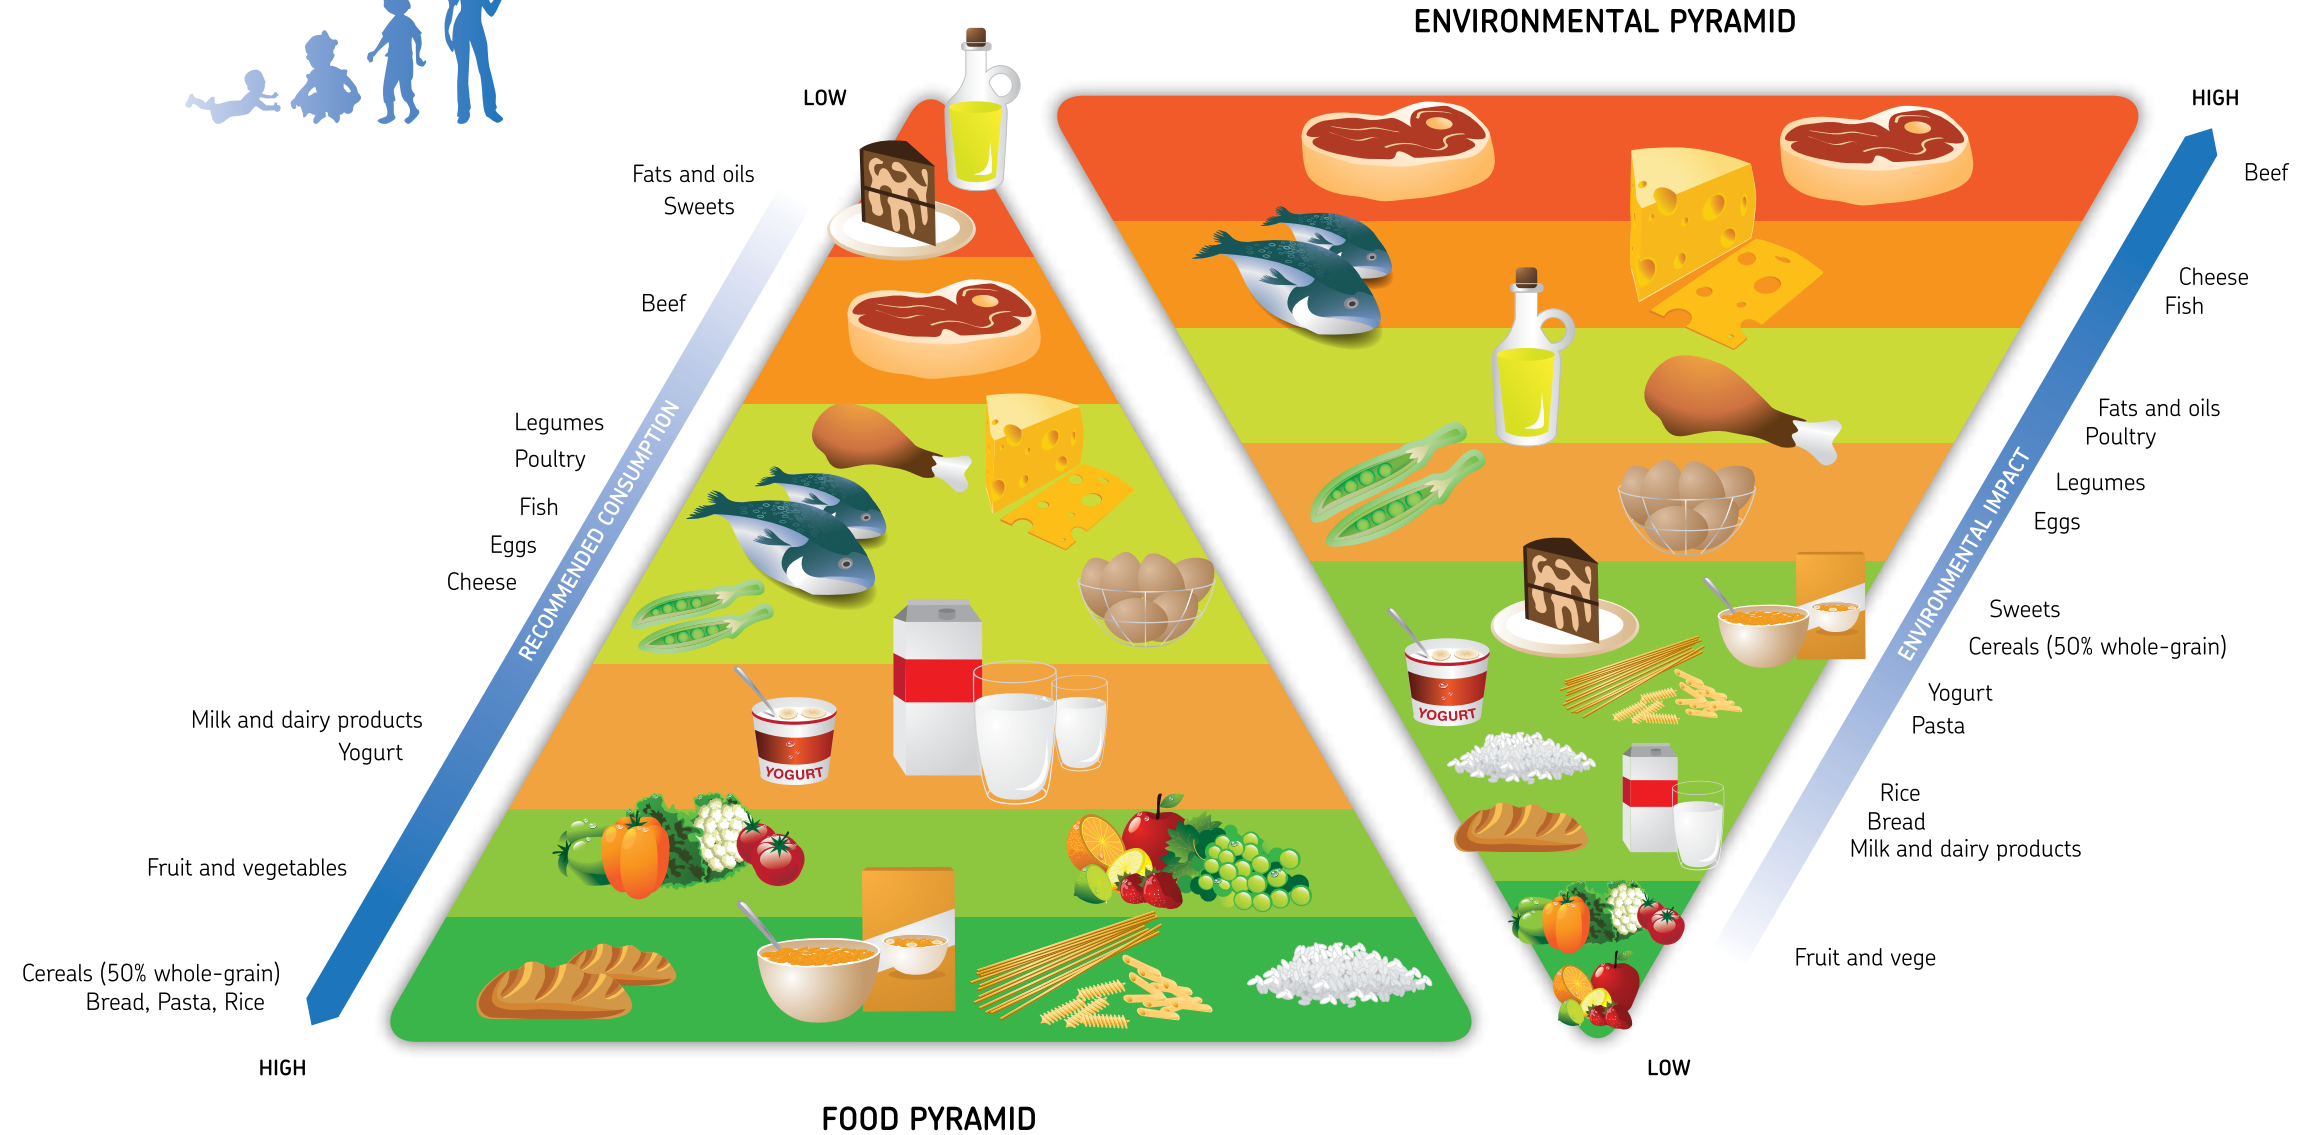 ENVIRONMENTAL PYRAMID
LOW
Fats and oils
Sweets
Beef
Legumes
Poultry
Fish
Eggs
Cheese
RECOMMENDED CONSUMPTION
Milk and dairy products
Yogurt
Fruit and vegetables
Cereals (50% whole-grain)
Bread, Pasta, Rice
HIGH
YOGURT
FOOD PYRAMID
HIGH
Beef
Cheese
Fish
Fats and oils
Poultry
Legumes
Eggs
ENVIRONMENTAL IMPACT
Sweets
Cereals (50% whole-grain)
Yogurt
Pasta
YOGURT
Rice
Bread
Milk and dairy products
Fruit and vege
LOW